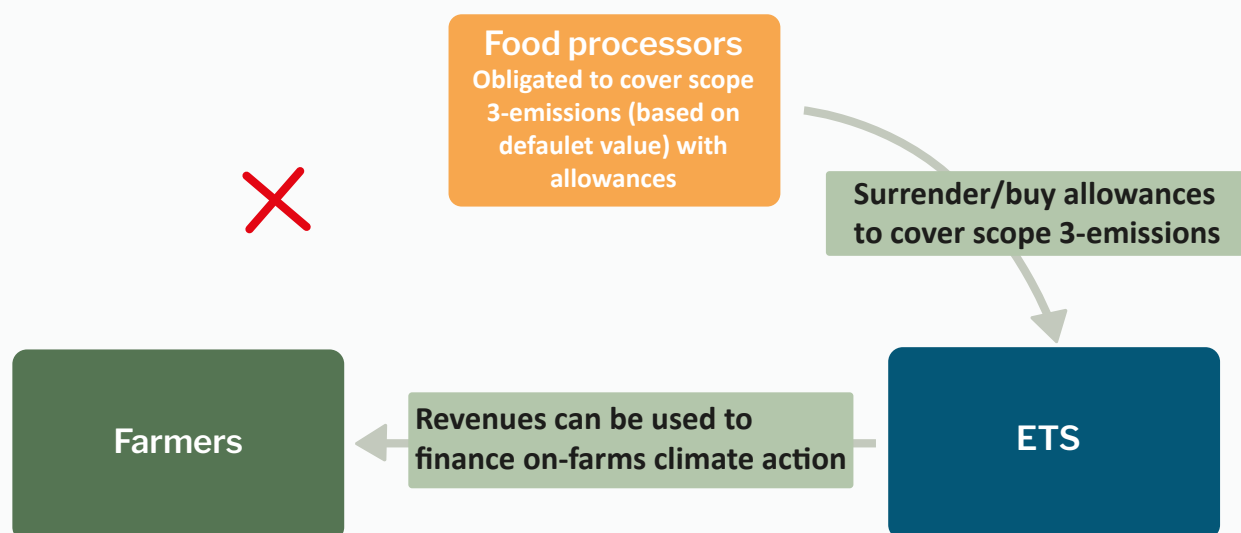 Food processors
Obligated to cover scope
3-emissions (based on
defaulet value) with
allowances
Surrender/buy allowances
to cover scope 3-emissions
Farmers
Revenues can be used to
finance on-farms climate action
ETS